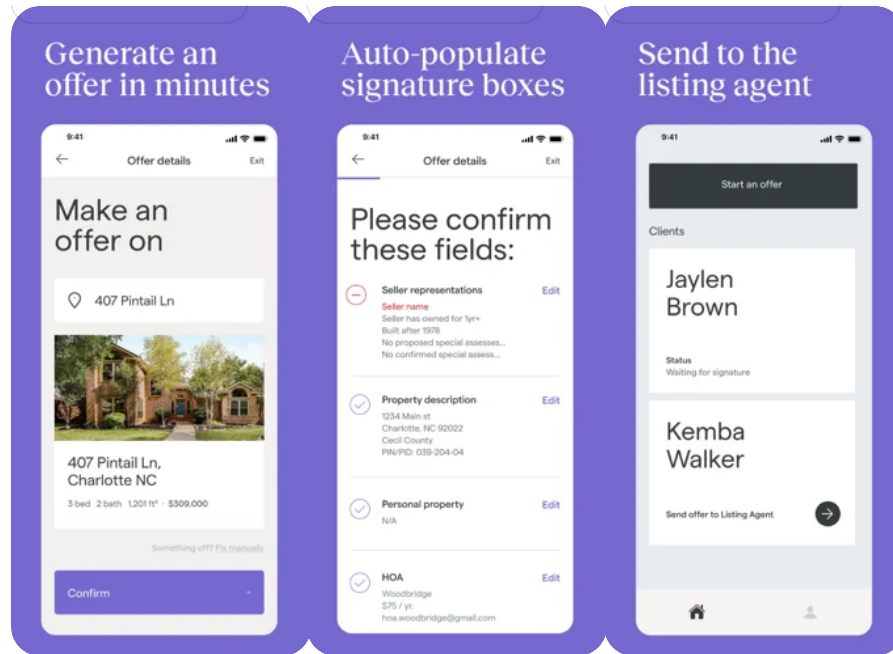 Generate an
offer in minutes
9:41
Offer details
Exit
Make an
offer on
407 Pintail Ln
407 Pintail Ln,
Charlotte NC
3 bed 2 bath 1,201 ft² · $309,000
Something off? Fix manually
Confirm
Auto-populate
signature boxes
9:41
Offer details
Exit
Please confirm
these fields:
Seller representations
Edit
Seller name
Seller has owned for 1yr+
Built after 1978
No proposed special assesses...
No confirmed special assess...
Property description
Edit
1234 Main st
Charlotte, NC 92022
Cecil County
PIN/PID: 039-204-04
Personal property
Edit
N/A
HOA
Edit
Woodbridge
$75 / yr.
hoa.woodbridge@gmail.com
Send to the
listing agent
9:41
Start an offer
Clients
Jaylen
Brown
Status
Waiting for signature
Kemba
Walker
Send offer to Listing Agent